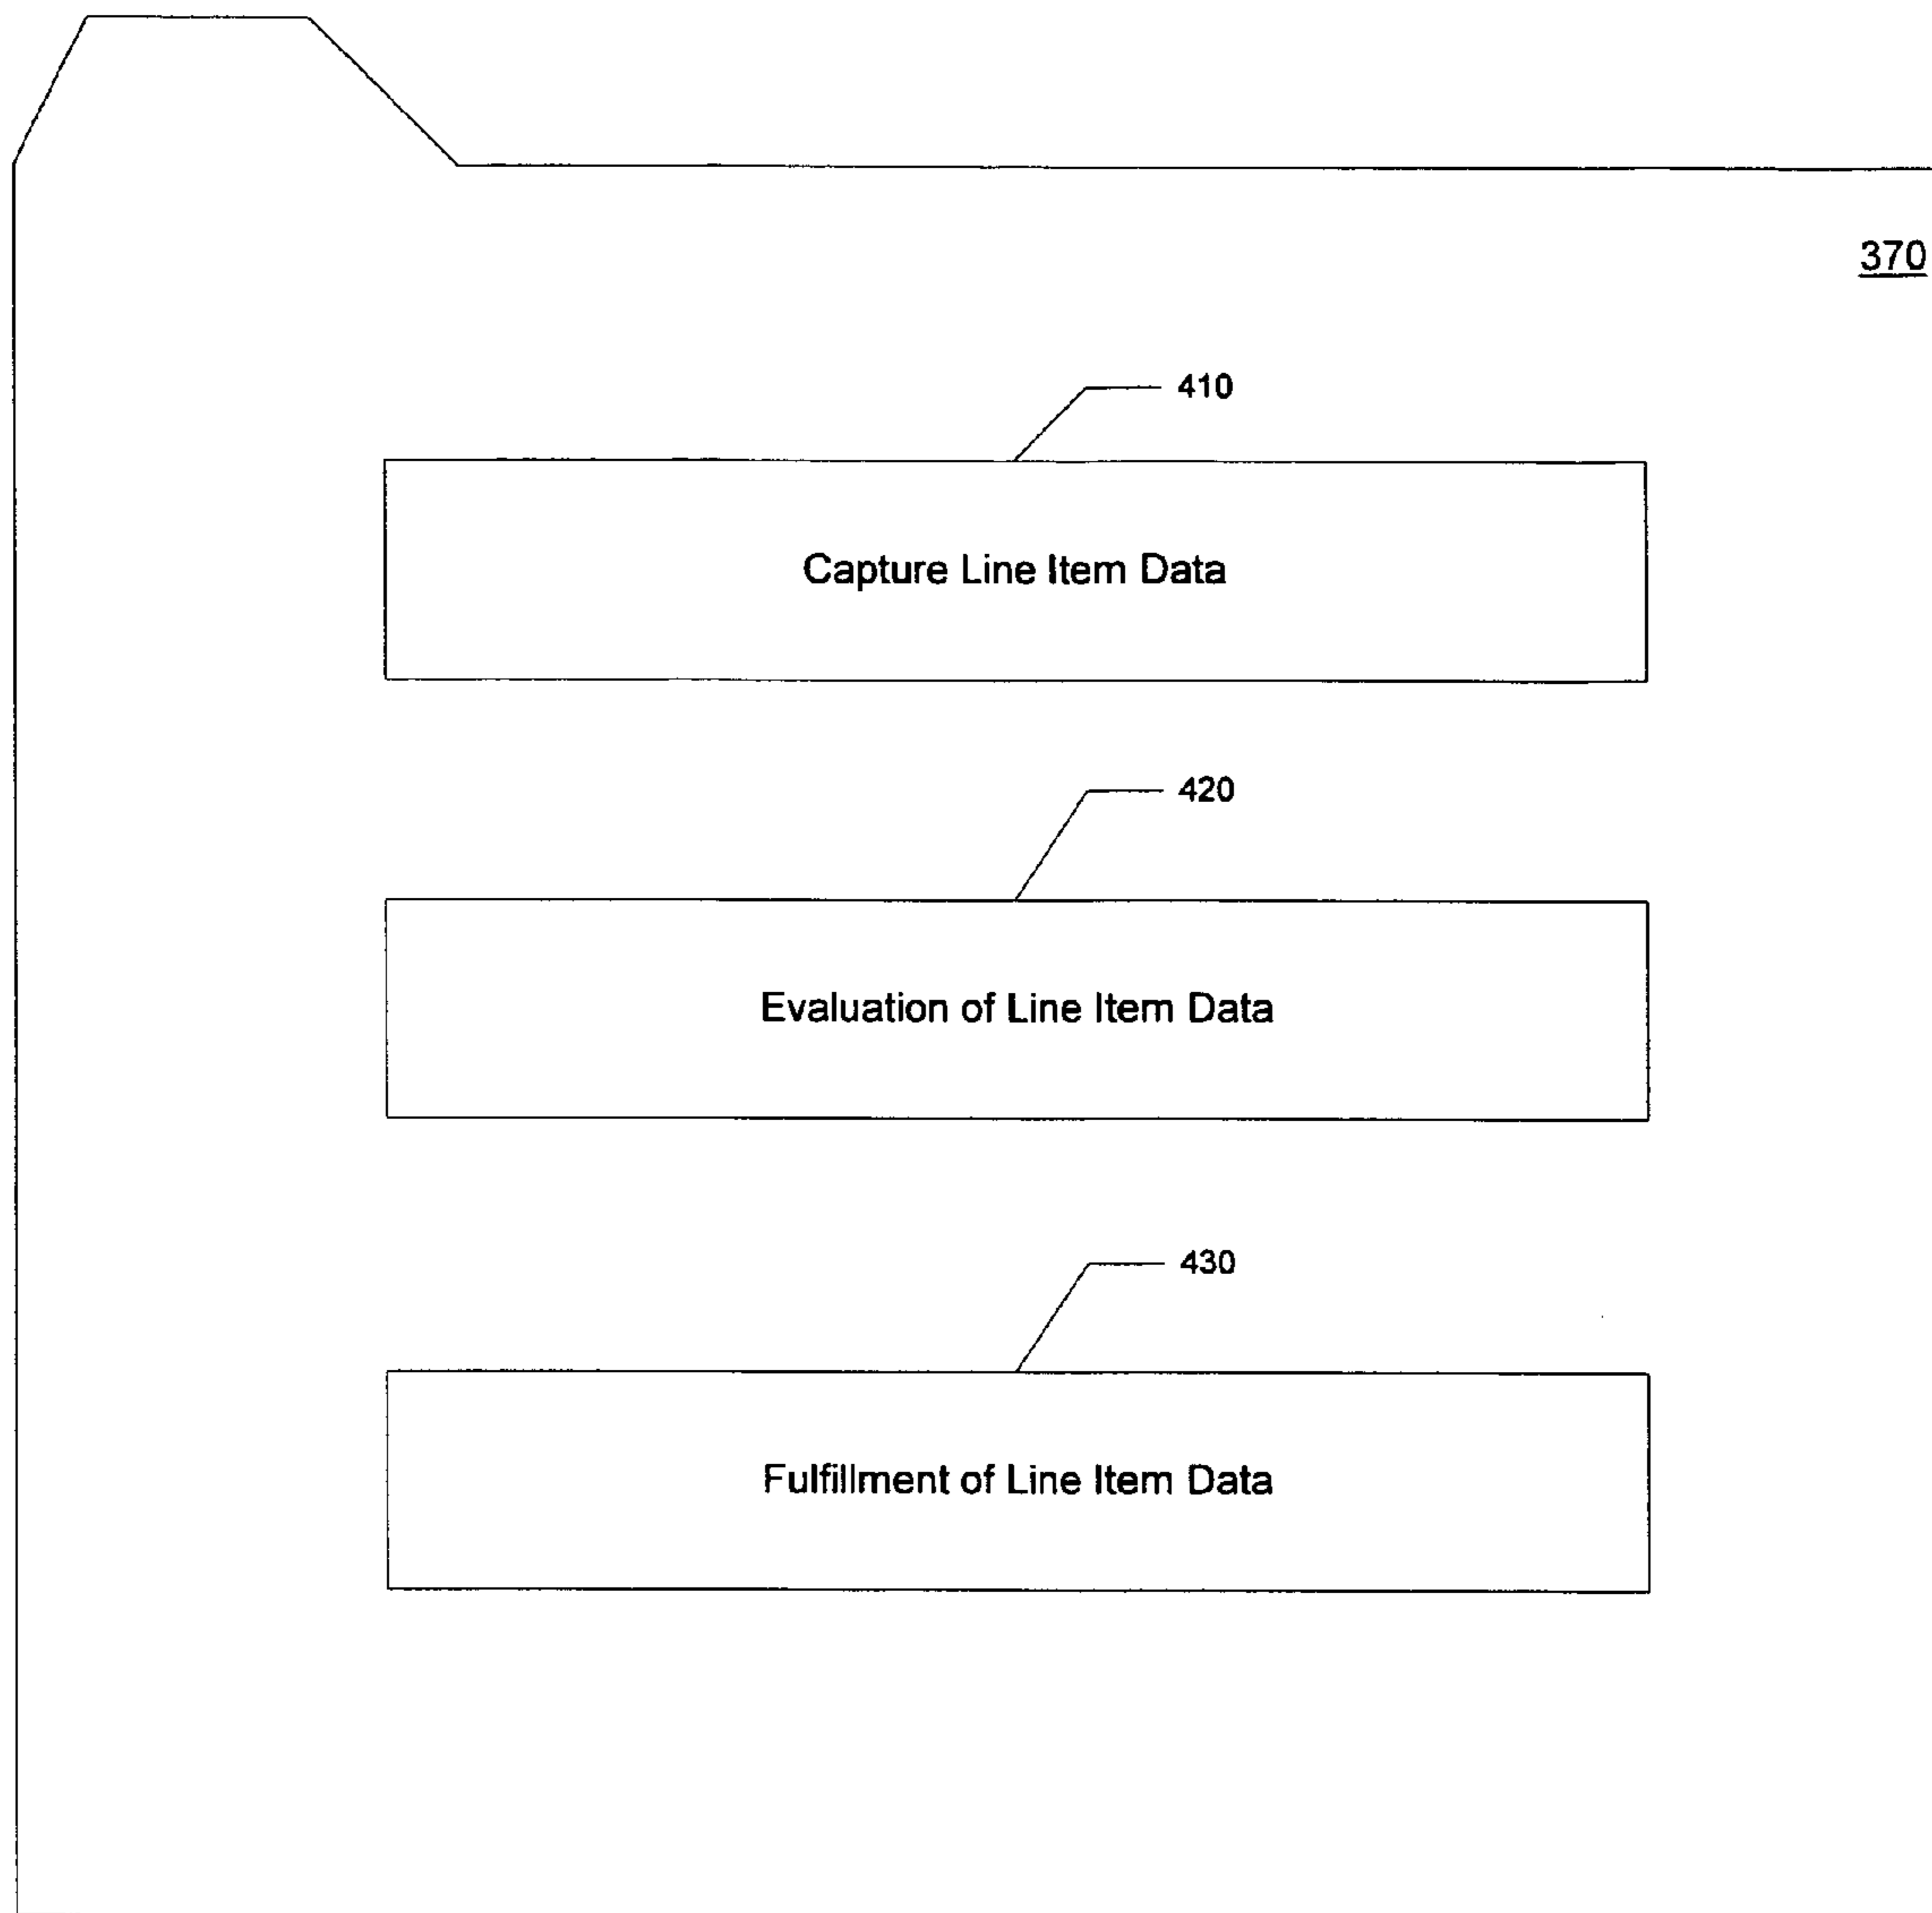 370
410
Capture Line Item Data
420
Evaluation of Line Item Data
430
Fulfillment of Line Item Data